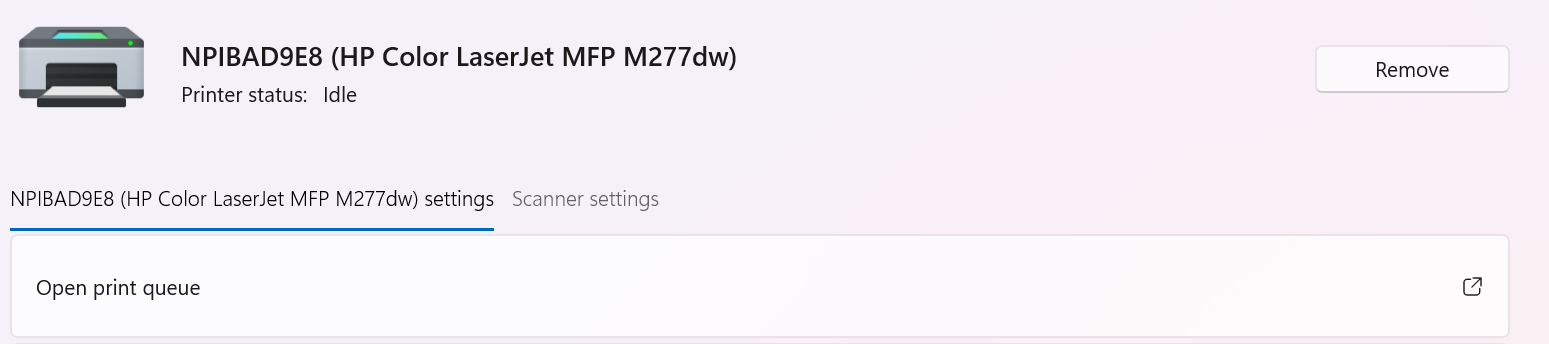 NPIBAD9E8 (HP Color LaserJet MFP M277dw)
Printer status: Idle
Remove
NPIBAD9E8 (HP Color LaserJet MFP M277dw) settings
Scanner settings
Open print queue